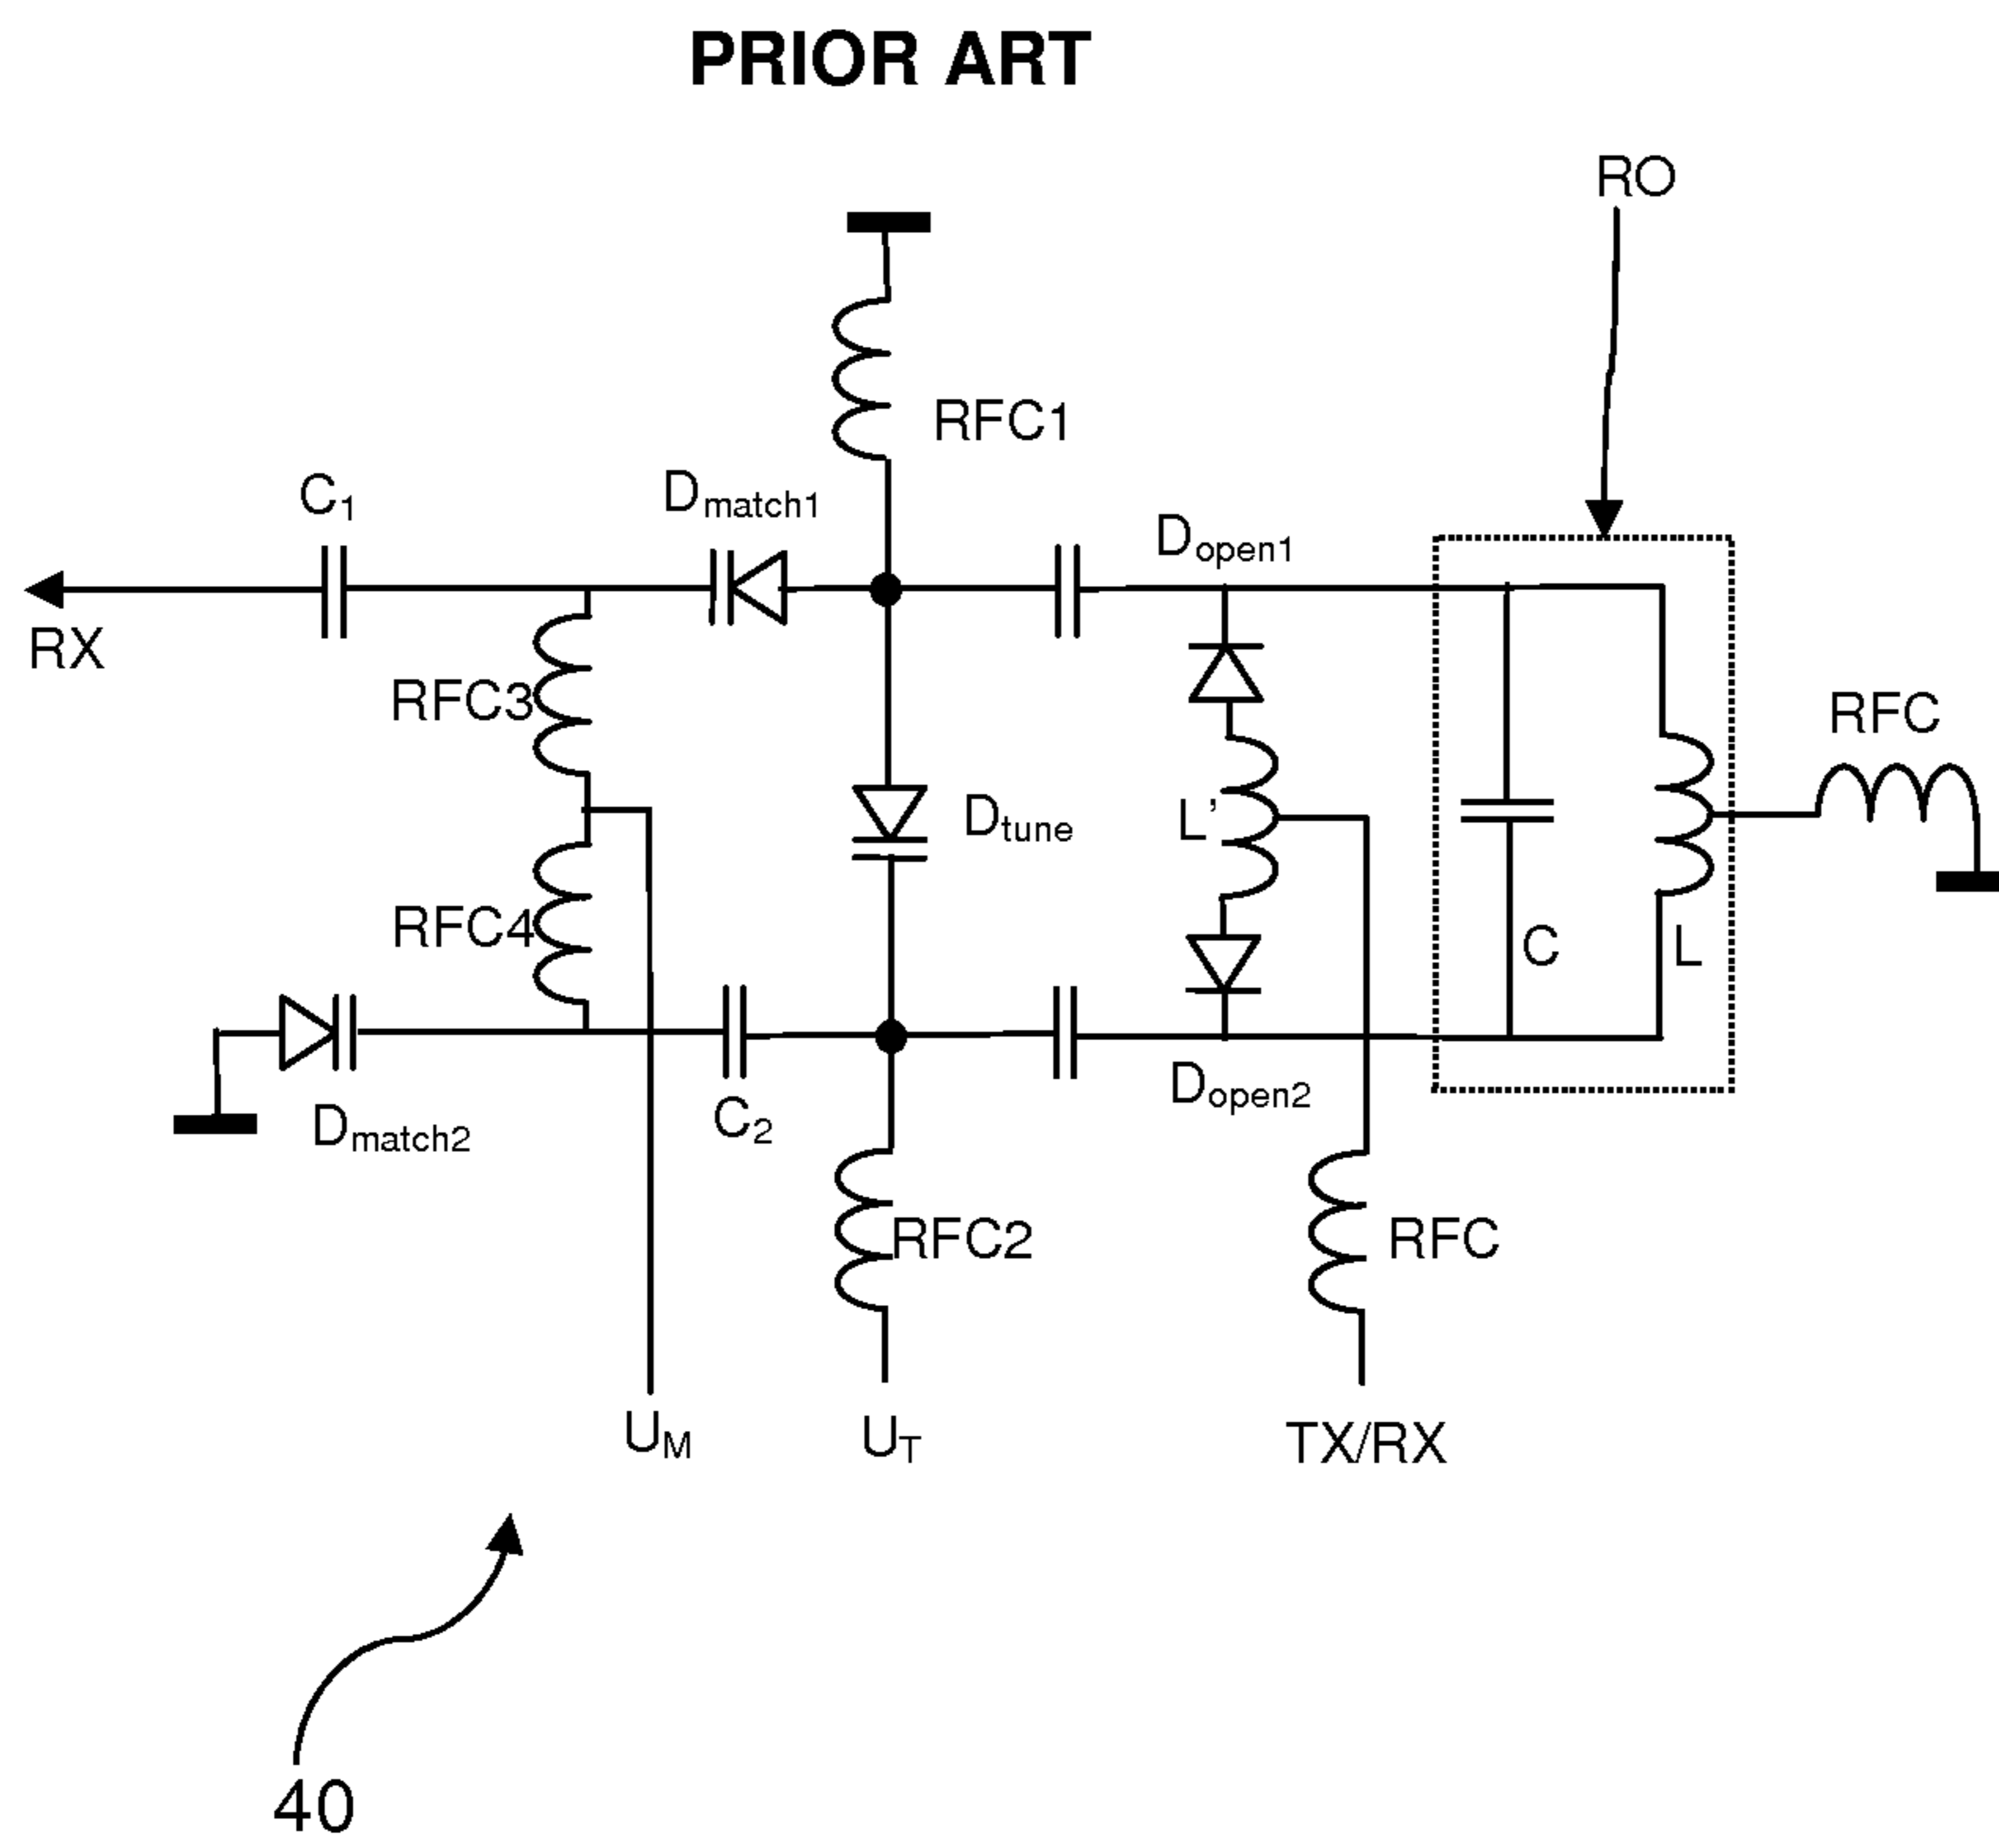 PRIOR ART
RO
RFC1
C1
Dmatch1
Dopen1
RX
RFC3
RFC
Dtune
L’
RFC4
C
L
Dmatch2
C2
Dopen2
RFC2
RFC
UM
UT
TX/RX
40